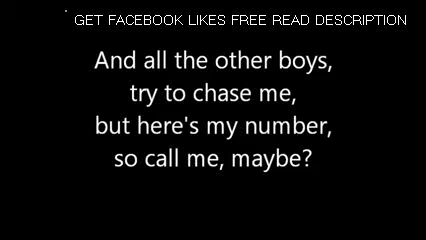 GET FACEBOOK LIKES FREE READ DESCRIPTION
And all the other boys,
try to chase me,
but here's my number,
so call me, maybe?